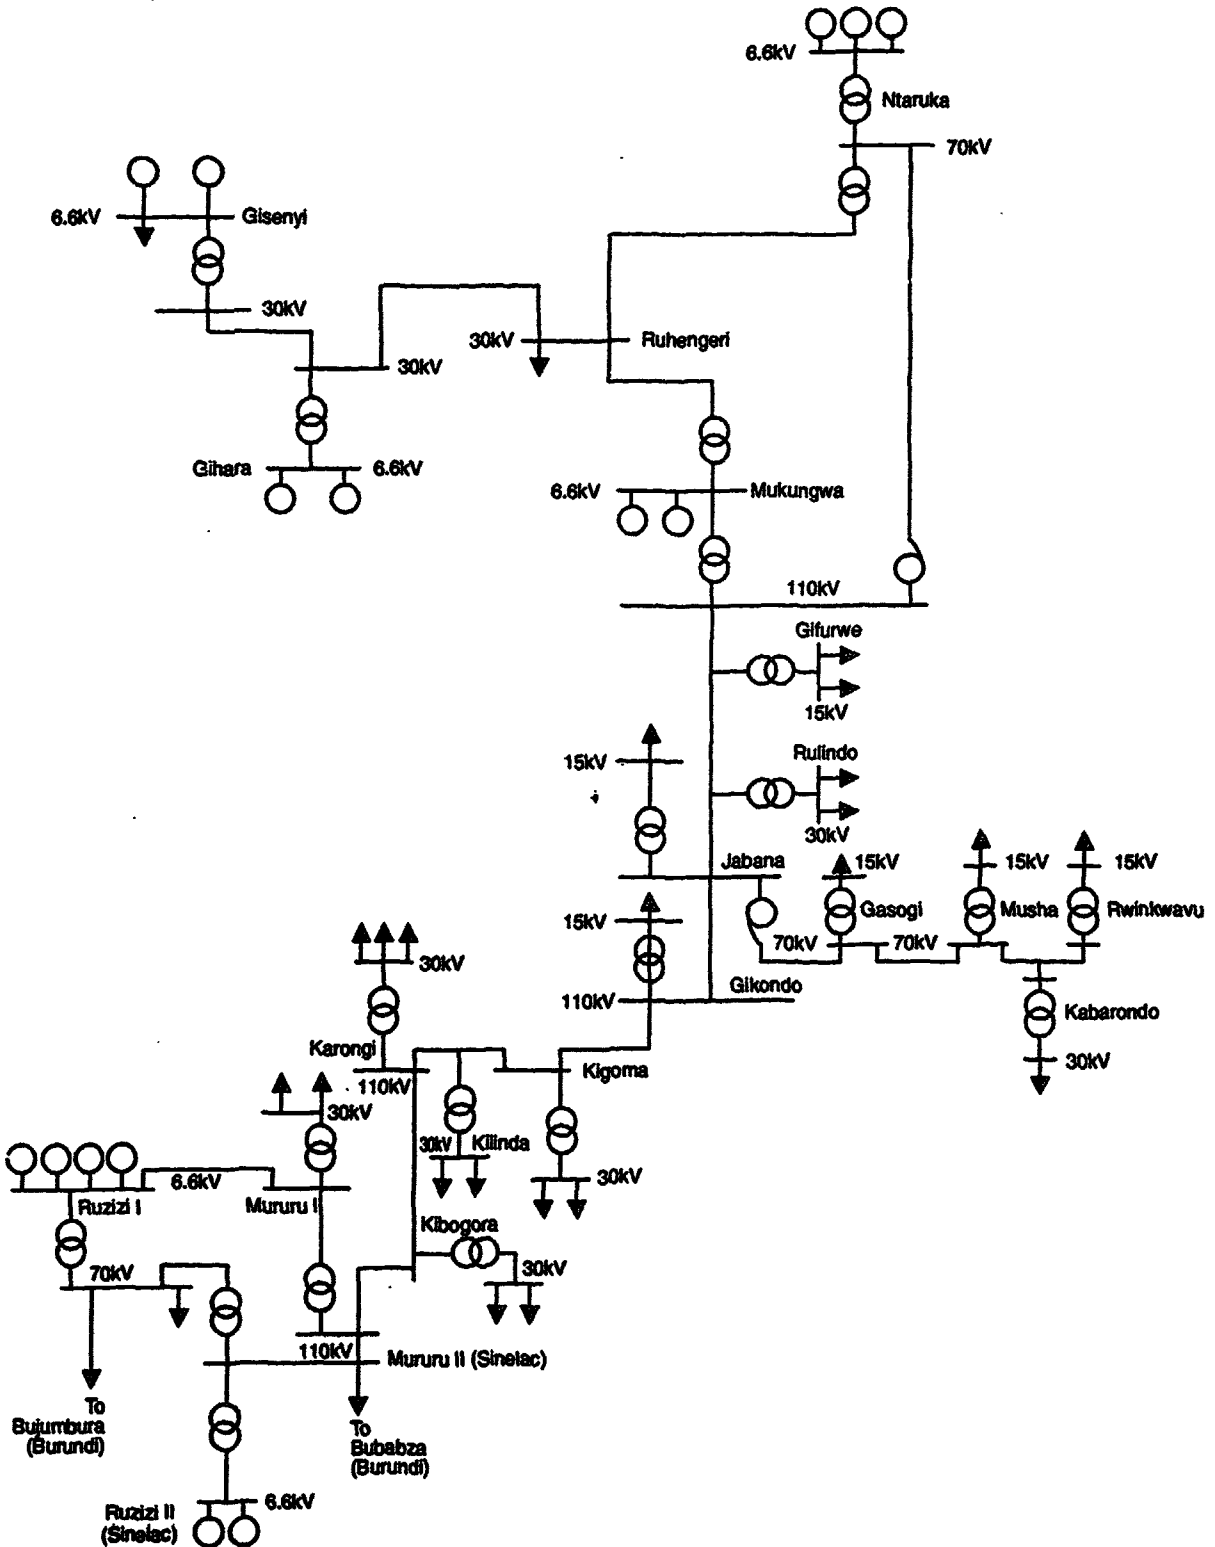 6.6kV
Ntaruka
70kV
6.6kV
Gisenyi
30kV
30kV
Ruhengeri
30kV
Gihara
6.6kV
6.6kV
Mukungwa
110kV
Gifurwe
15kV
15kV
Rulindo
30kV
Jabana
15kV
15kV
15kV
Gasogi
Musha
Rwinkwavu
15kV
70kV
70kV
Gikondo
110kV
Kabarondo
30kV
30kV
Karongi
110kV
Kigoma
30kV
30kV
Kilinda
30kV
6.6kV
Ruzizi I
Mururu I
Kibogora
30kV
70kV
110kV
Mururu II (Sinelac)
To
Bujumbura
(Burundi)
To
Bubabza
(Burundi)
6.6kV
Ruzizi II
(Sinelac)